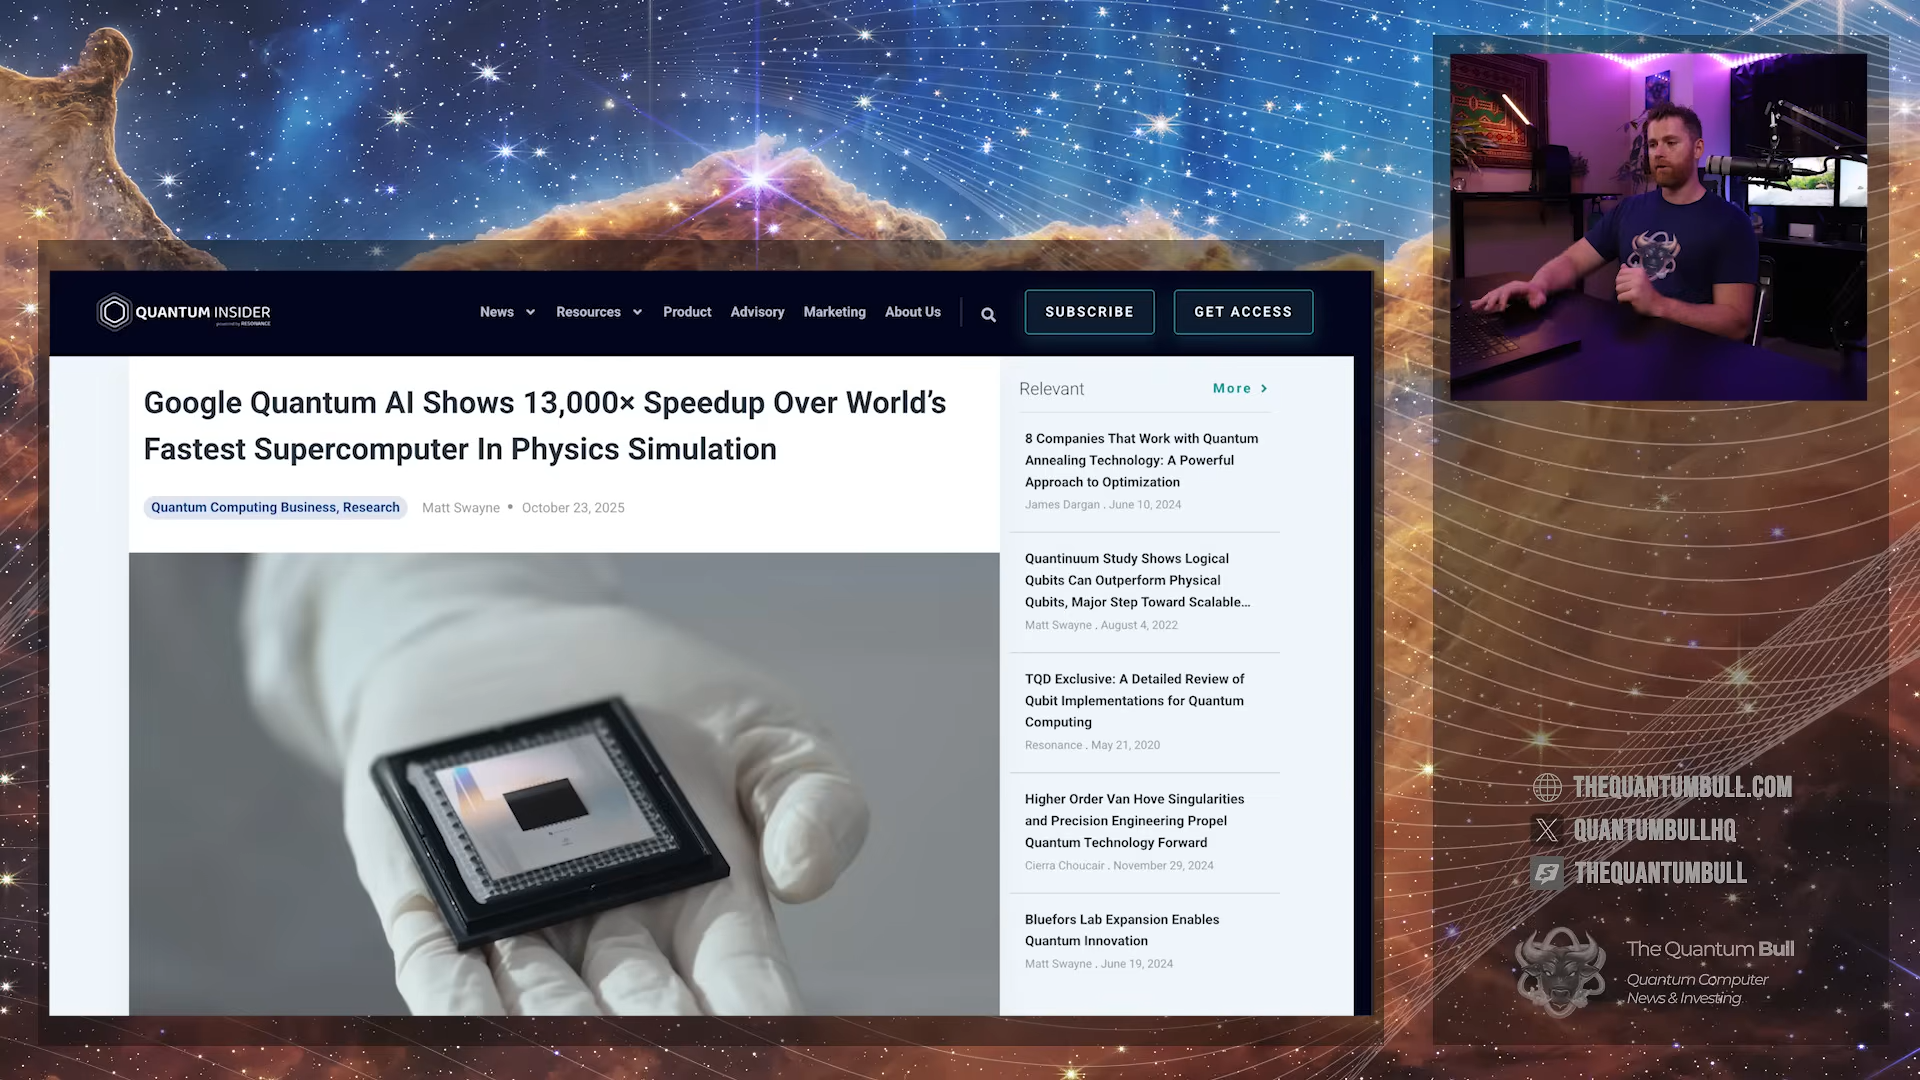 QUANTUM INSIDER
powered by RESONANCE
News
Resources
Product
Advisory
Marketing
About Us
SUBSCRIBE
GET ACCESS
Google Quantum AI Shows 13,000× Speedup Over World's
Fastest Supercomputer In Physics Simulation
Quantum Computing Business, Research
Matt Swayne • October 23, 2025
Relevant
More
8 Companies That Work with Quantum
Annealing Technology: A Powerful
Approach to Optimization
James Dargan . June 10, 2024
Quantinuum Study Shows Logical
Qubits Can Outperform Physical
Qubits, Major Step Toward Scalable...
Matt Swayne . August 4, 2022
TQD Exclusive: A Detailed Review of
Qubit Implementations for Quantum
Computing
Resonance . May 21, 2020
Higher Order Van Hove Singularities
and Precision Engineering Propel
Quantum Technology Forward
Cierra Choucair . November 29, 2024
Bluefors Lab Expansion Enables
Quantum Innovation
Matt Swayne . June 19, 2024
THEQUANTUMBULL.COM
QUANTUMBULLHQ
THEQUANTUMBULL
The Quantum Bull
Quantum Computer
News & Investing